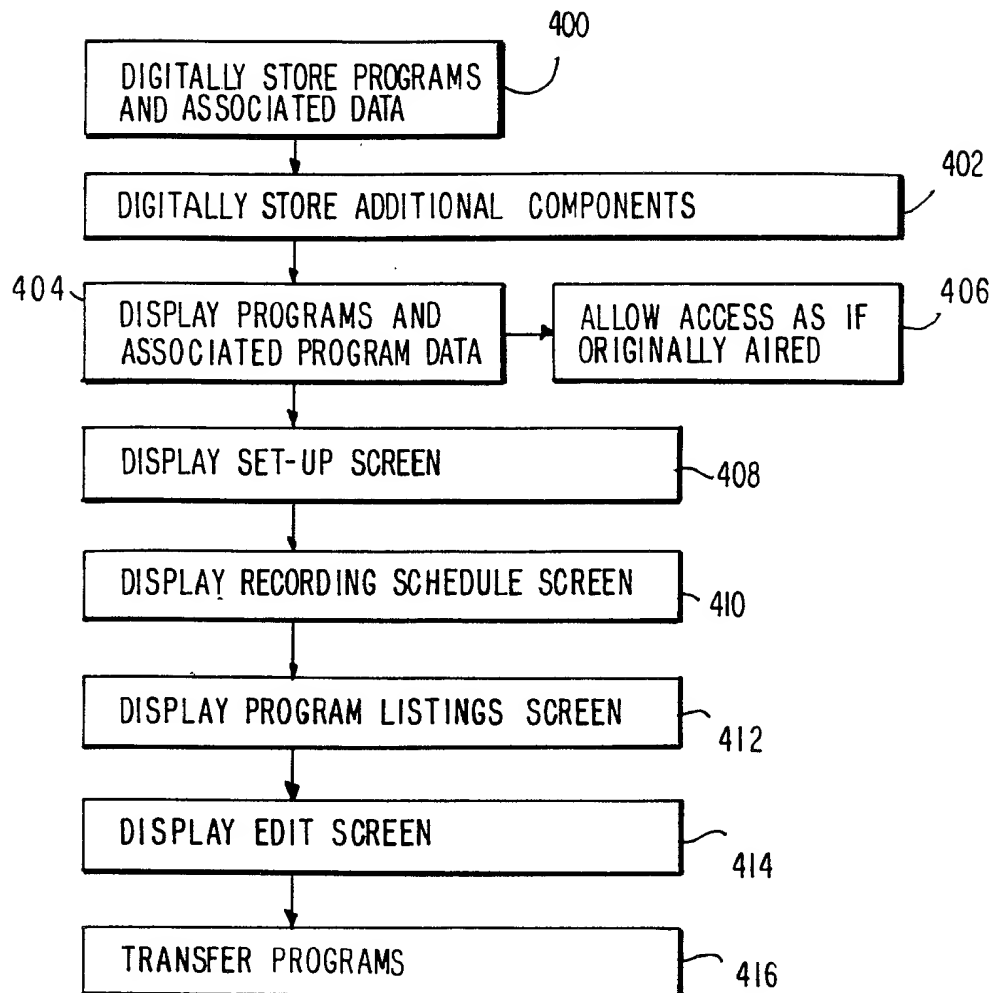 400
DIGITALLY STORE PROGRAMS
AND ASSOCIATED DATA
402
DIGITALLY STORE ADDITIONAL COMPONENTS
404
DISPLAY PROGRAMS AND
ASSOCIATED PROGRAM DATA
406
ALLOW ACCESS AS IF
ORIGINALLY AIRED
DISPLAY SET-UP SCREEN
408
DISPLAY RECORDING SCHEDULE SCREEN
410
DISPLAY PROGRAM LISTINGS SCREEN
412
DISPLAY EDIT SCREEN
414
TRANSFER PROGRAMS
416